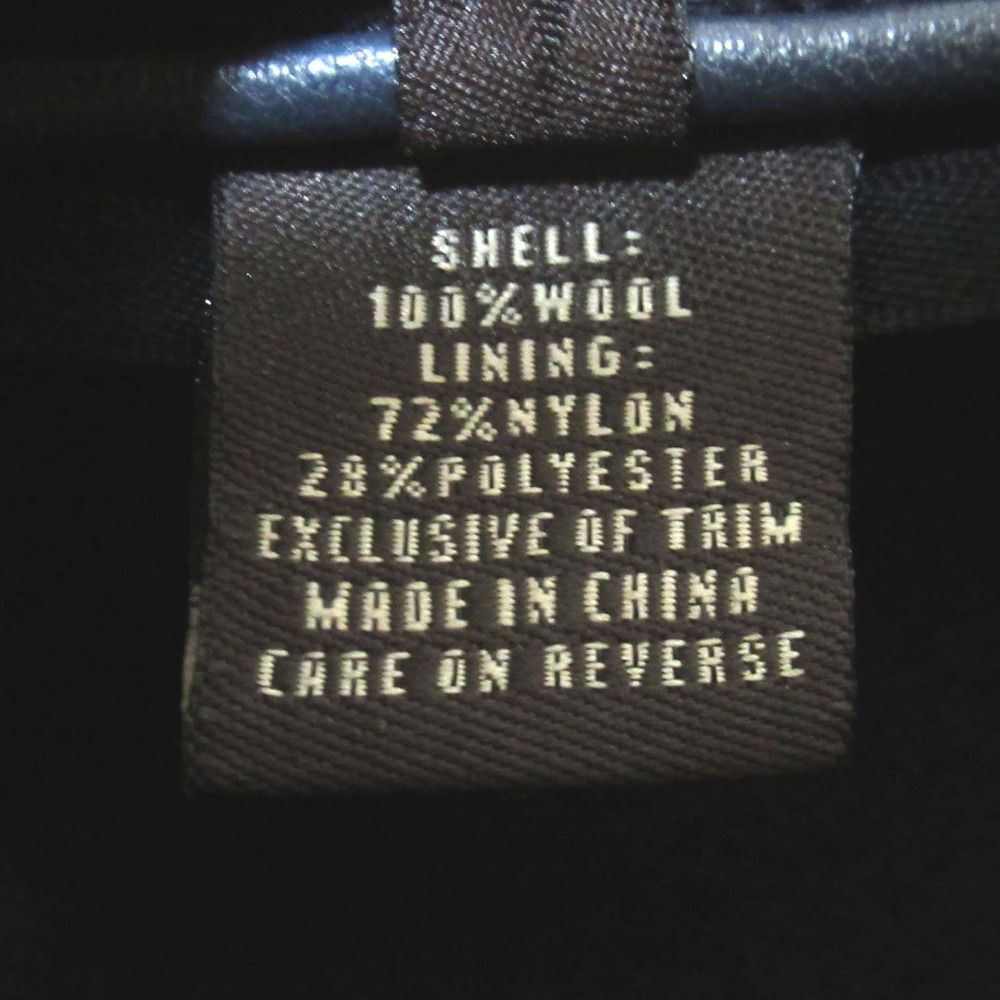 SHELL:
100%WOOL
LINING:
72%NYLON
28%POLYESTER
EXCLUSIVE OF TRIM
MADE IN CHINA
CARE ON REVERSE